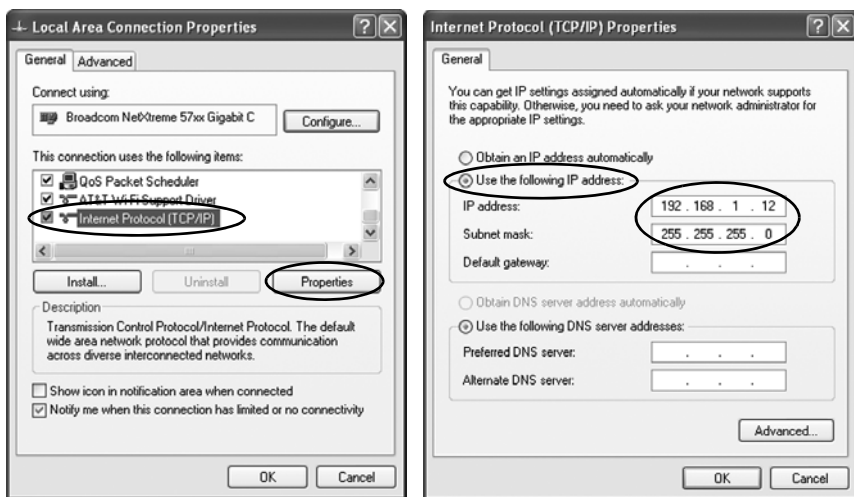 Local Area Connection Properties
General
Advanced
Connect using:
Broadcom NetXtreme 57xx Gigabit C
Configure...
This connection uses the following items:
QoS Packet Scheduler
AT&T Wi-Fi Support Driver
Internet Protocol (TCP/IP)
Install...
Uninstall
Properties
Description
Transmission Control Protocol/Internet Protocol. The default
wide area network protocol that provides communication
across diverse interconnected networks.
Show icon in notification area when connected
Notify me when this connection has limited or no connectivity
OK
Cancel
Internet Protocol (TCP/IP) Properties
General
You can get IP settings assigned automatically if your network supports
this capability. Otherwise, you need to ask your network administrator for
the appropriate IP settings.
Obtain an IP address automatically
Use the following IP address:
IP address: 192 . 168 . 1 . 12
Subnet mask: 255 . 255 . 255 . 0
Default gateway: . . .
Obtain DNS server address automatically
Use the following DNS server addresses:
Preferred DNS server: . . .
Alternate DNS server: . . .
Advanced...
OK
Cancel